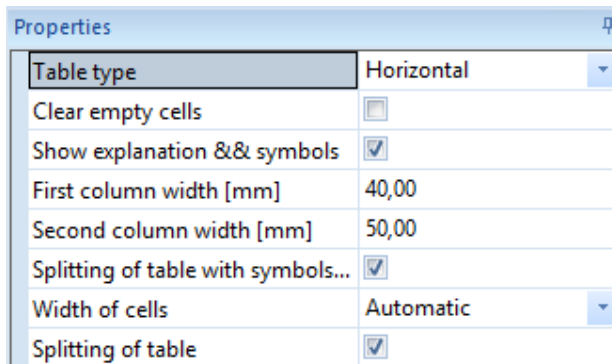 Properties
Table type Horizontal
Clear empty cells
Show explanation && symbols
First column width [mm] 40,00
Second column width [mm] 50,00
Splitting of table with symbols...
Width of cells Automatic
Splitting of table